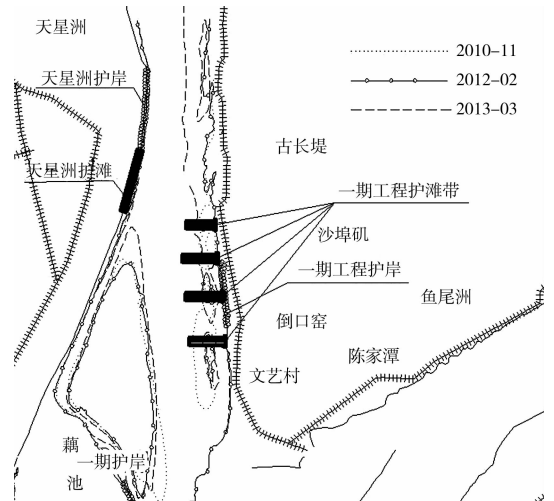 天星洲
2010-11
2012-02
2013-03
天星洲护岸
古长堤
天星洲护滩
一期工程护滩带
沙埠矶
一期工程护岸
鱼尾洲
倒口窑
陈家潭
文艺村
藕
池
一期护岸